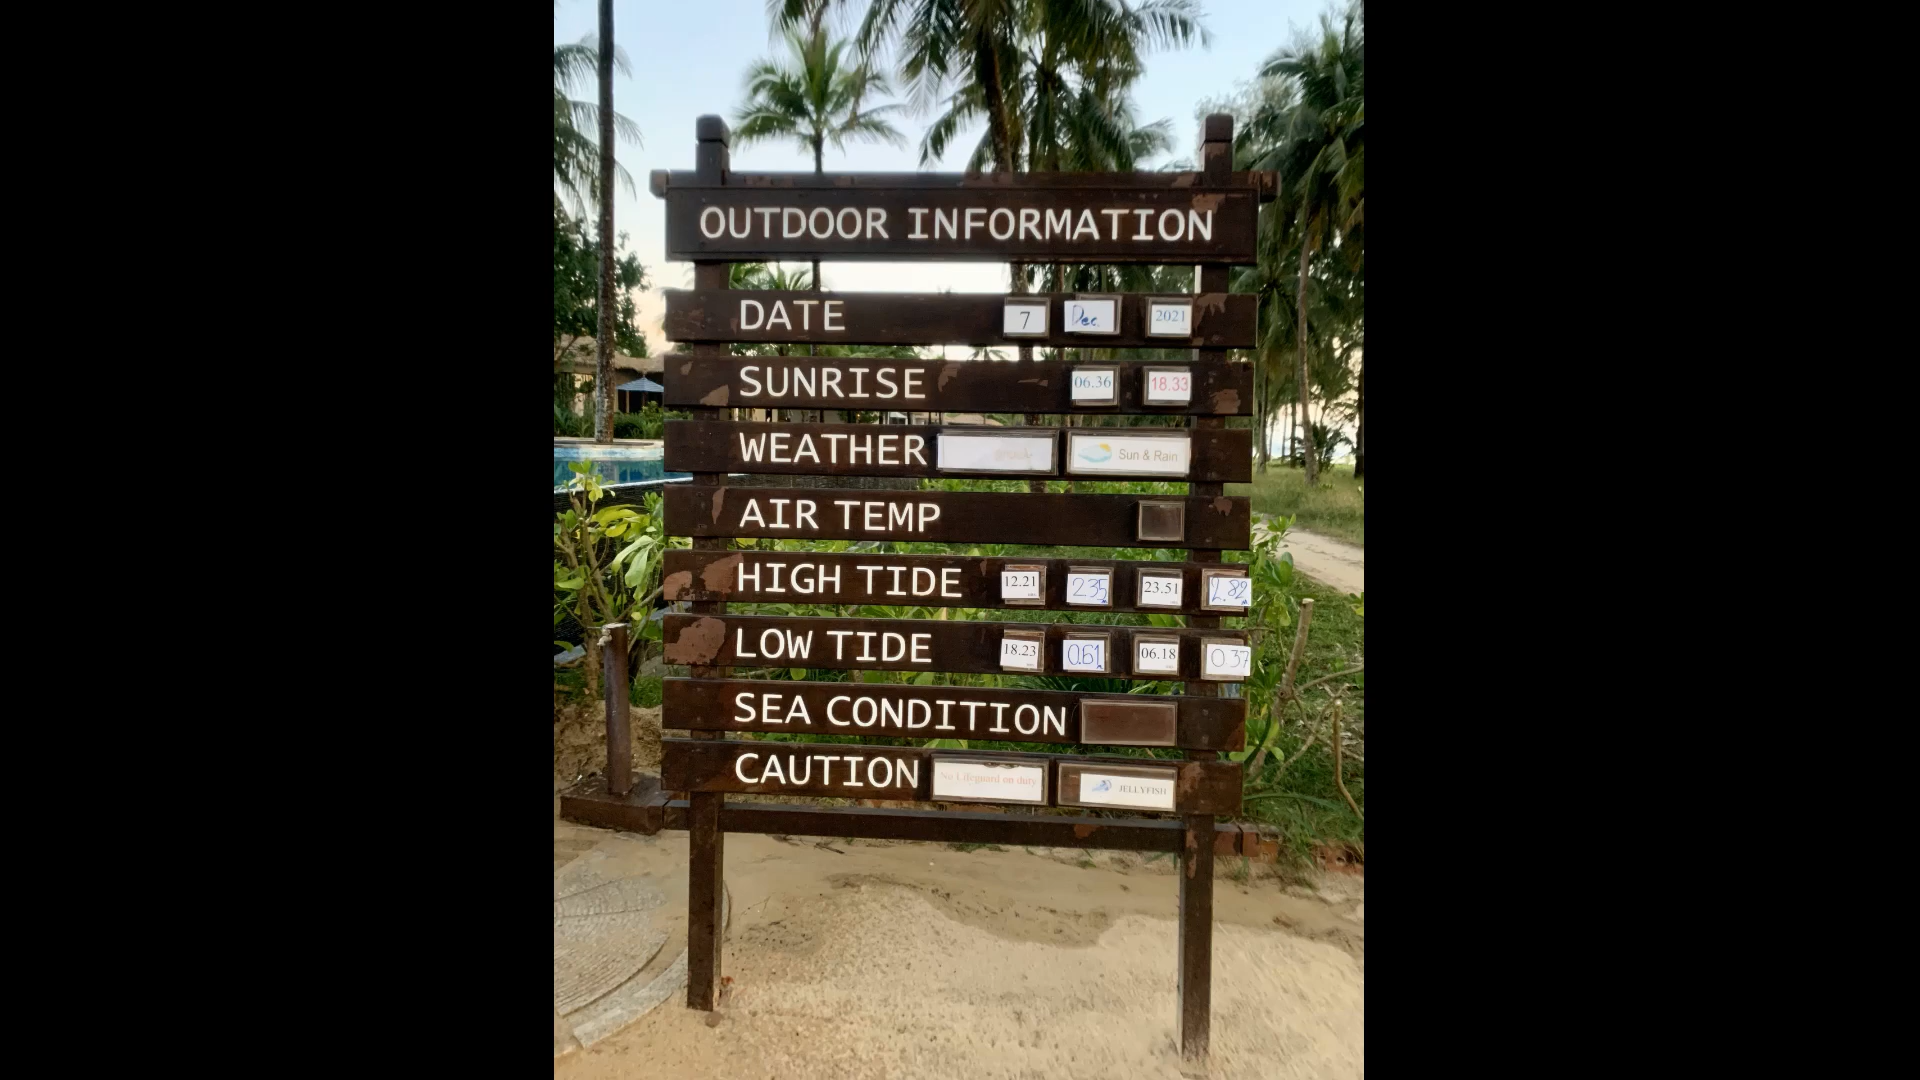 OUTDOOR INFORMATION
DATE 7 Dec. 2021
SUNRISE 06.36 18.33
WEATHER Sun & Rain
AIR TEMP
HIGH TIDE 12.21 2.35 23.51 2.82
LOW TIDE 18.23 0.61 06.18 0.37
SEA CONDITION
CAUTION No Lifeguard on duty JELLYFISH